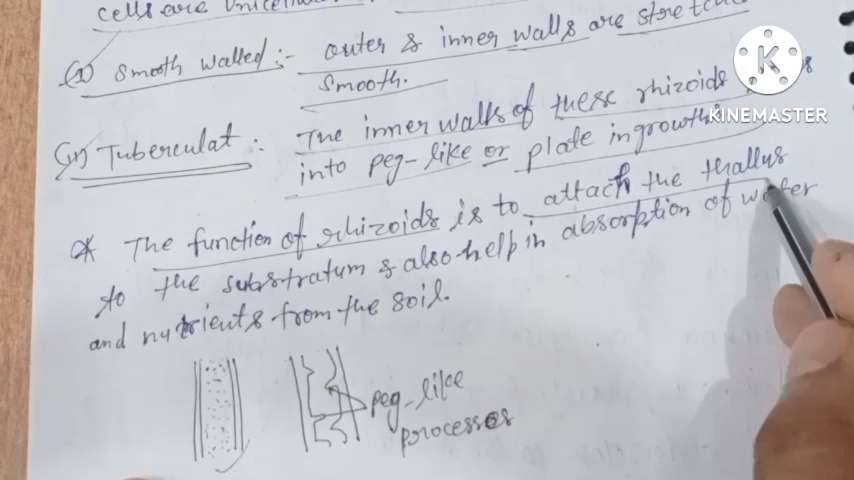 cells are
(i) Smooth walled :- outer & inner walls are
smooth.
(ii) Tuberculat :- The inner walls of these rhizoids
into peg-like or plate ingrowth
* The function of rhizoids is to attach the thallus
to the substratum & also help in absorption of water
and nutrients from the soil.
peg-like
processes
K
KINEMASTER